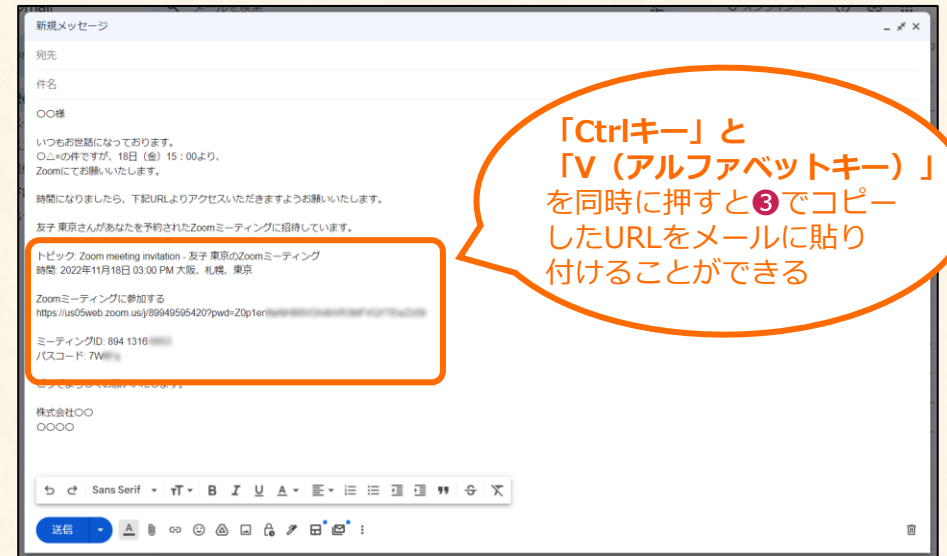 新規メッセージ
宛先
件名
〇〇様
いつもお世話になっております。
〇△×の件ですが、18日（金）15：00より、
Zoomにてお願いいたします。
時間になりましたら、下記URLよりアクセスいただきますようお願いいたします。
友子 東京さんがあなたを予約されたZoomミーティングに招待しています。
トピック: Zoom meeting invitation - 友子 東京のZoomミーティング
時間: 2022年11月18日 03:00 PM 大阪、札幌、東京
Zoomミーティングに参加する
https://us05web.zoom.us/j/89949595420?pwd=Z0p1er
ミーティングID: 894 1316
パスコード: 7W
株式会社〇〇
〇〇〇〇
「Ctrlキー」と
「V（アルファベットキー）」
を同時に押すと❸でコピー
したURLをメールに貼り
付けることができる
Sans Serif
送信